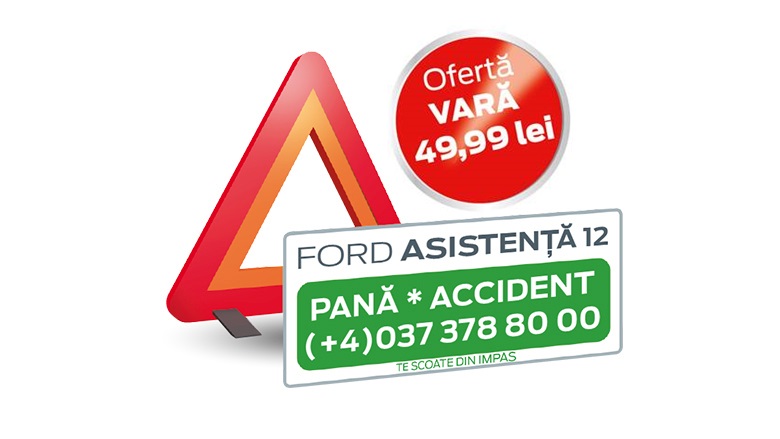 Ofertă
VARĂ
49,99 lei
FORD ASISTENȚĂ 12
PANĂ * ACCIDENT
(+4)037 378 80 00
TE SCOATE DIN IMPAS